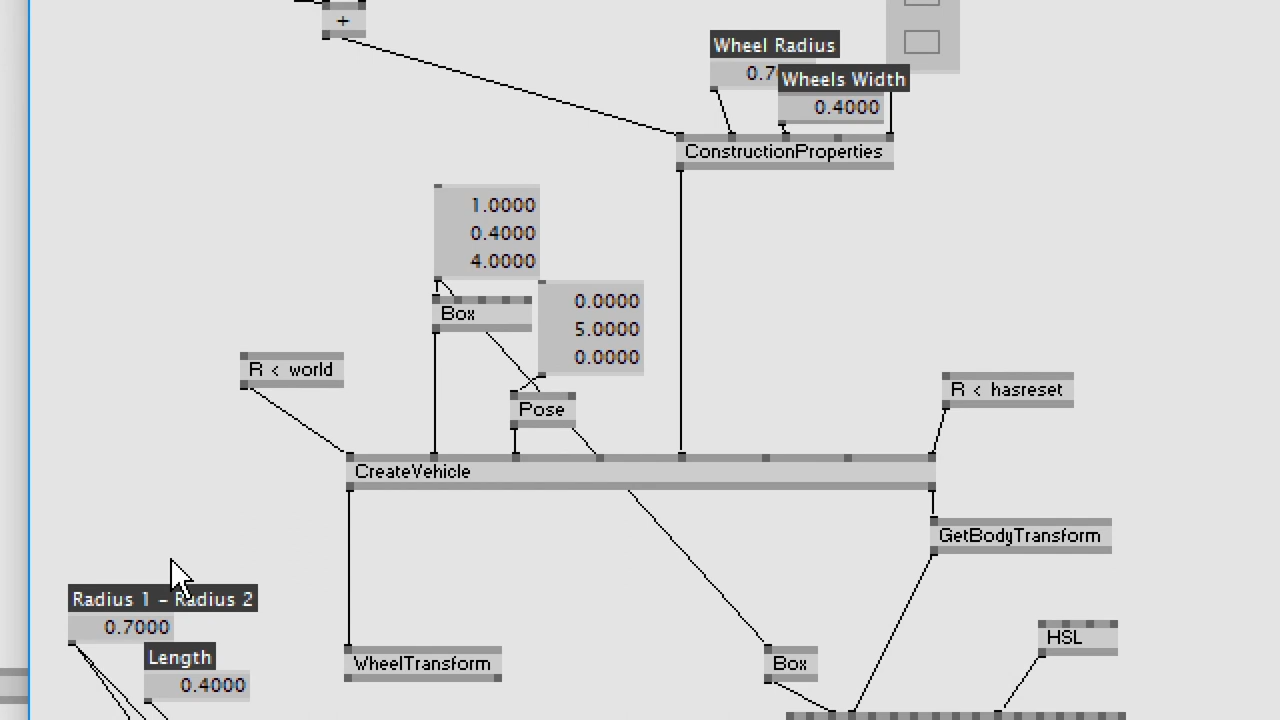 +
Wheel Radius
0.7
Wheels Width
0.4000
ConstructionProperties
1.0000
0.4000
4.0000
Box
0.0000
5.0000
0.0000
R < world
Pose
R < hasreset
CreateVehicle
GetBodyTransform
Radius 1 - Radius 2
0.7000
Length
0.4000
WheelTransform
Box
HSL